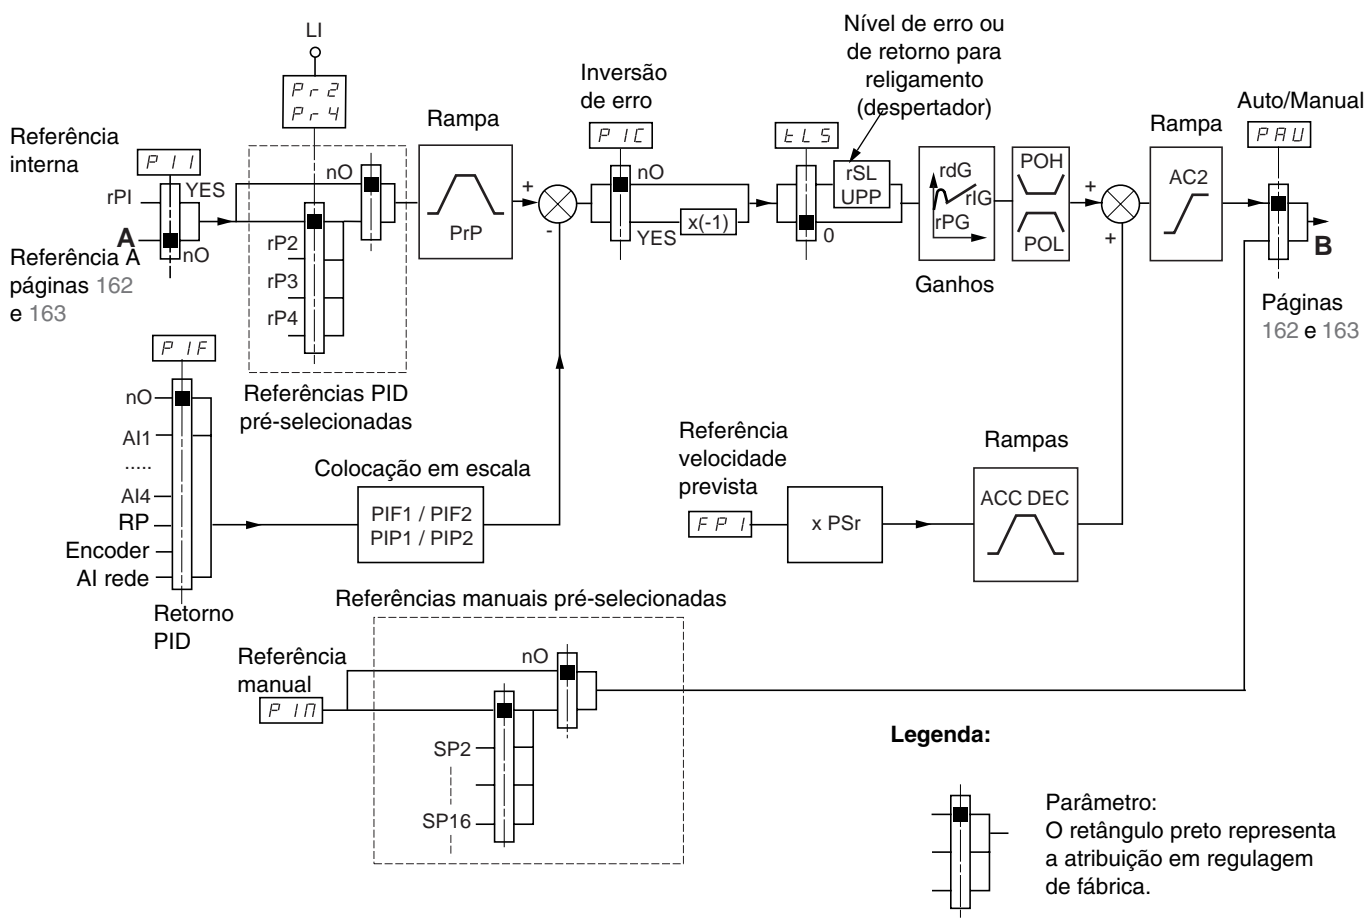 LI
Pr2
Pr4
Referência
interna
PII
YES
rPI
A
nO
Referência A
páginas 162
e 163
nO
rP2
rP3
rP4
Referências PID
pré-selecionadas
Rampa
PrP
+
-
Inversão
de erro
PIC
nO
YES
x(-1)
tLS
0
Nível de erro ou
de retorno para
religamento
(despertador)
rSL
UPP
rdG
rIG
rPG
Ganhos
POH
POL
+
+
Rampa
AC2
Auto/Manual
PAU
B
Páginas
162 e 163
PIF
nO
AI1
.....
AI4
RP
Encoder
AI rede
Retorno
PID
Colocação em escala
PIF1 / PIF2
PIP1 / PIP2
Referência
velocidade
prevista
FPI
x PSr
Rampas
ACC DEC
Referências manuais pré-selecionadas
Referência
manual
PIM
nO
SP2
SP16
Legenda:
Parâmetro:
O retângulo preto representa
a atribuição em regulagem
de fábrica.